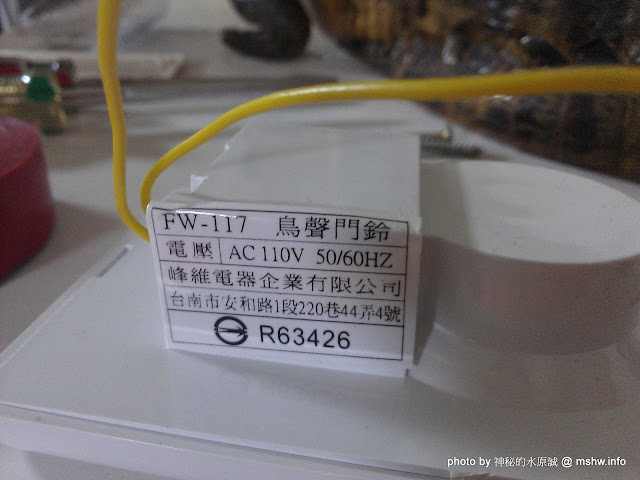 FW-117 鳥聲門鈴
電壓 AC 110V 50/60HZ
峰維電器企業有限公司
台南市安和路1段220巷44弄4號
R63426
photo by 神秘的水原誠 @ mshw.info